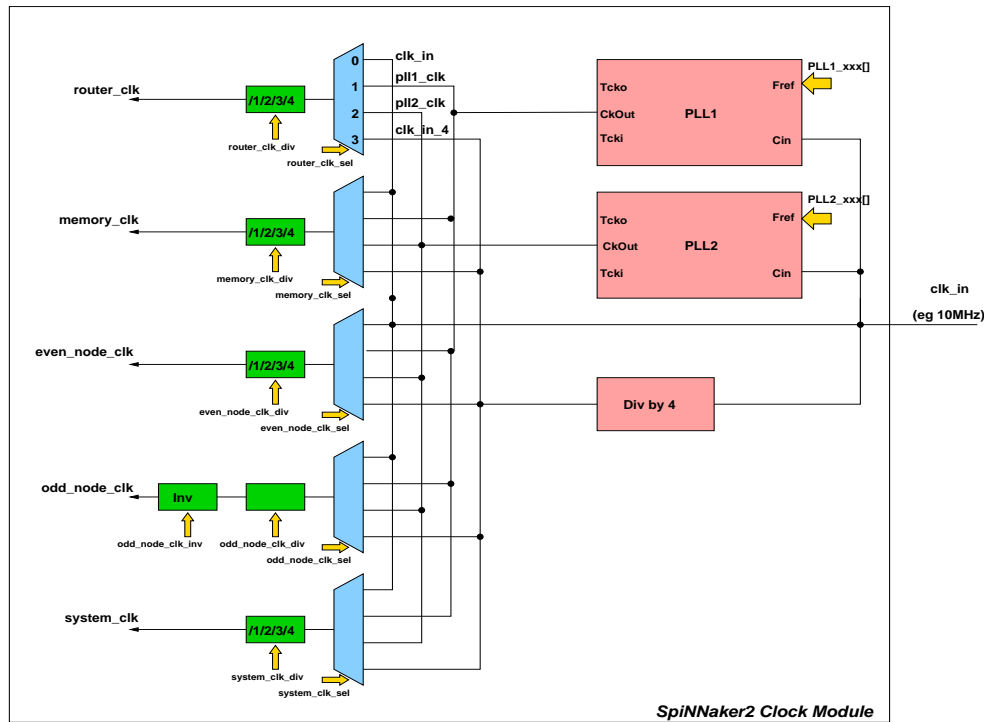 clk_in
0
pll1_clk
1
router_clk
/1/2/3/4
pll2_clk
2
clk_in_4
3
router_clk_div
router_clk_sel
PLL1_xxx[]
Tcko
Fref
CkOut
PLL1
Tcki
Cin
memory_clk
/1/2/3/4
memory_clk_div
memory_clk_sel
PLL2_xxx[]
Tcko
Fref
CkOut
PLL2
Tcki
Cin
clk_in
(eg 10MHz)
even_node_clk
/1/2/3/4
even_node_clk_div
even_node_clk_sel
Div by 4
odd_node_clk
Inv
odd_node_clk_inv
odd_node_clk_div
odd_node_clk_sel
system_clk
/1/2/3/4
system_clk_div
system_clk_sel
SpiNNaker2 Clock Module